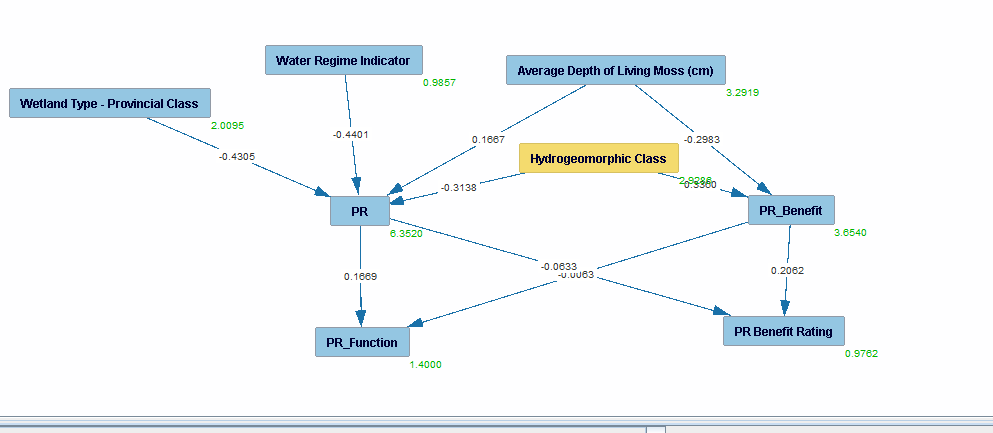 Water Regime Indicator
0.9857
Average Depth of Living Moss (cm)
3.2919
Wetland Type - Provincial Class
2.0095
-0.4401
0.1667
-0.2983
-0.4305
Hydrogeomorphic Class
-0.3138
PR
6.3520
PR_Benefit
3.6540
0.1669
-0.0633
-0.0063
0.2062
PR_Function
1.4000
PR Benefit Rating
0.9762